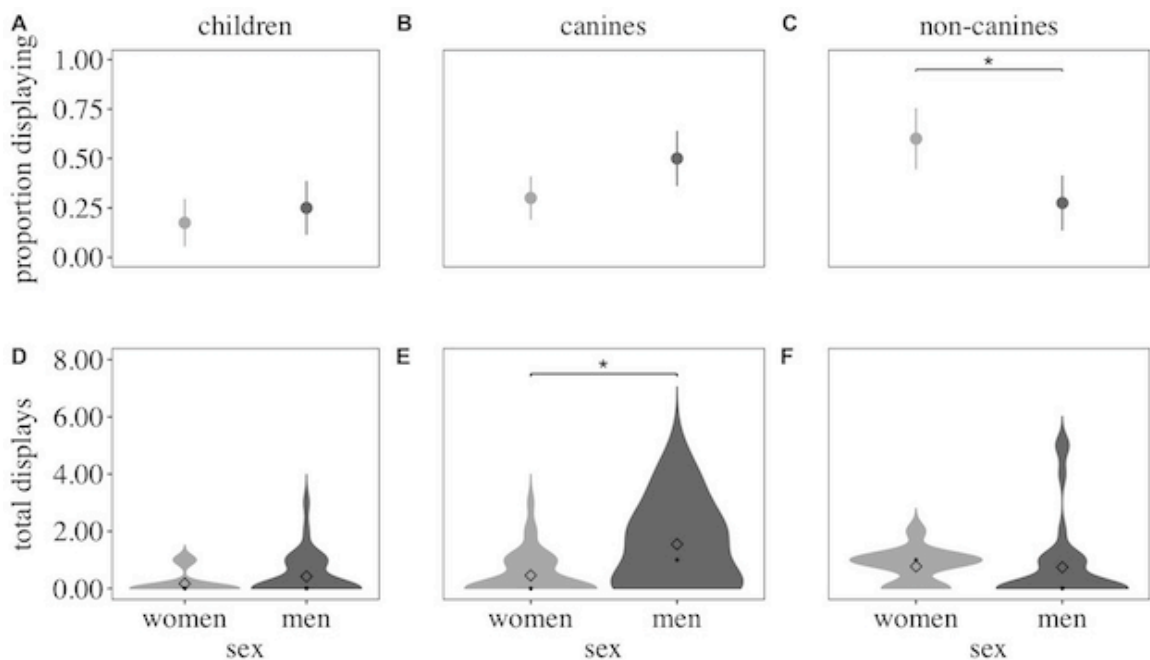 A children B canines C non-canines
proportion displaying
1.00
0.75
0.50
0.25
0.00
*
D E F
total displays
8.00
6.00
4.00
2.00
0.00
*
women men women men women men
sex sex sex